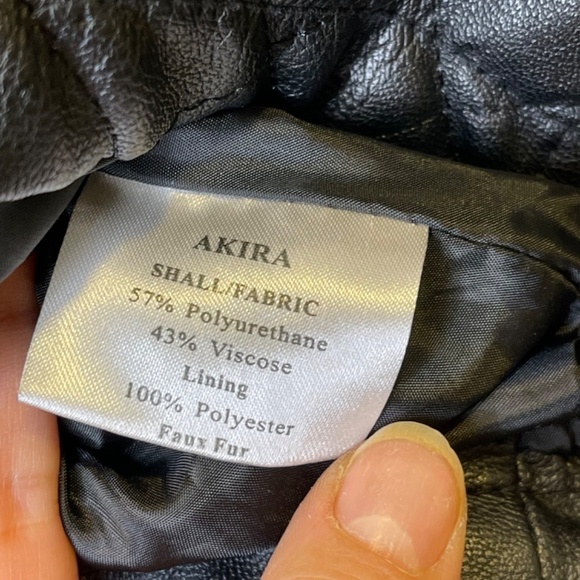 AKIRA
SHALL/FABRIC
57% Polyurethane
43% Viscose
Lining
100% Polyester
Faux Fur